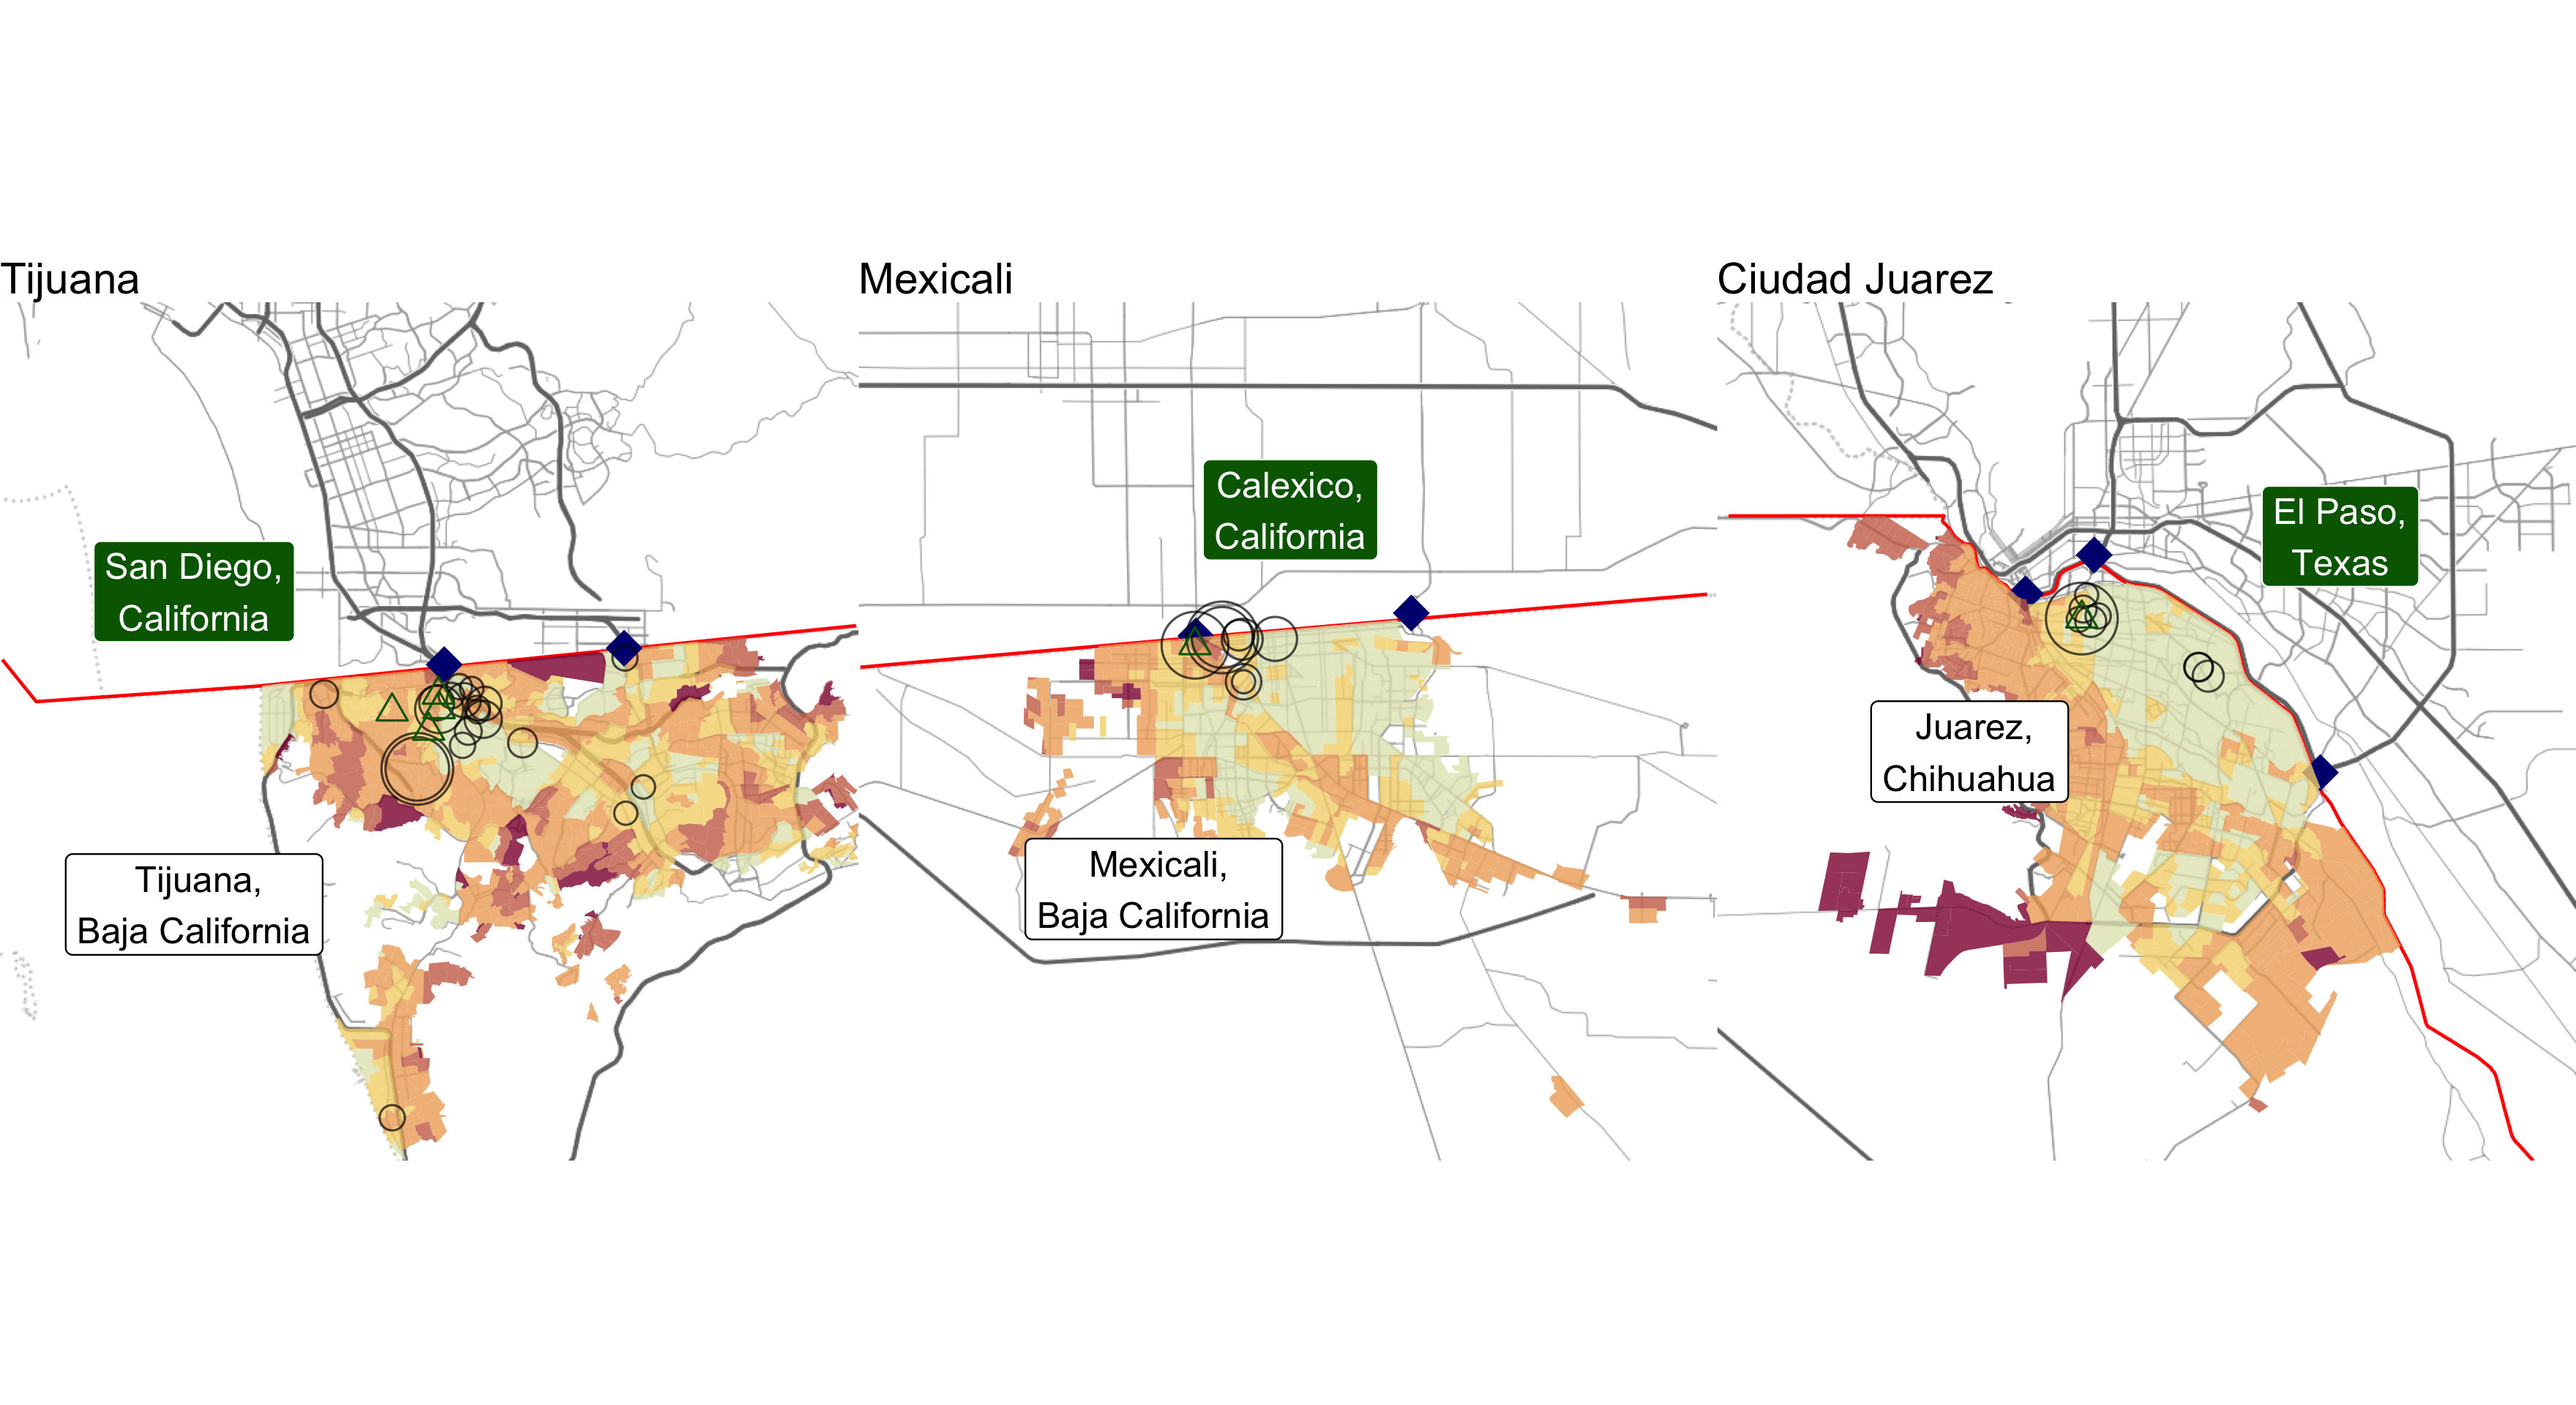 Tijuana
Mexicali
Ciudad Juarez
San Diego,
California
Calexico,
California
El Paso,
Texas
Tijuana,
Baja California
Mexicali,
Baja California
Juarez,
Chihuahua